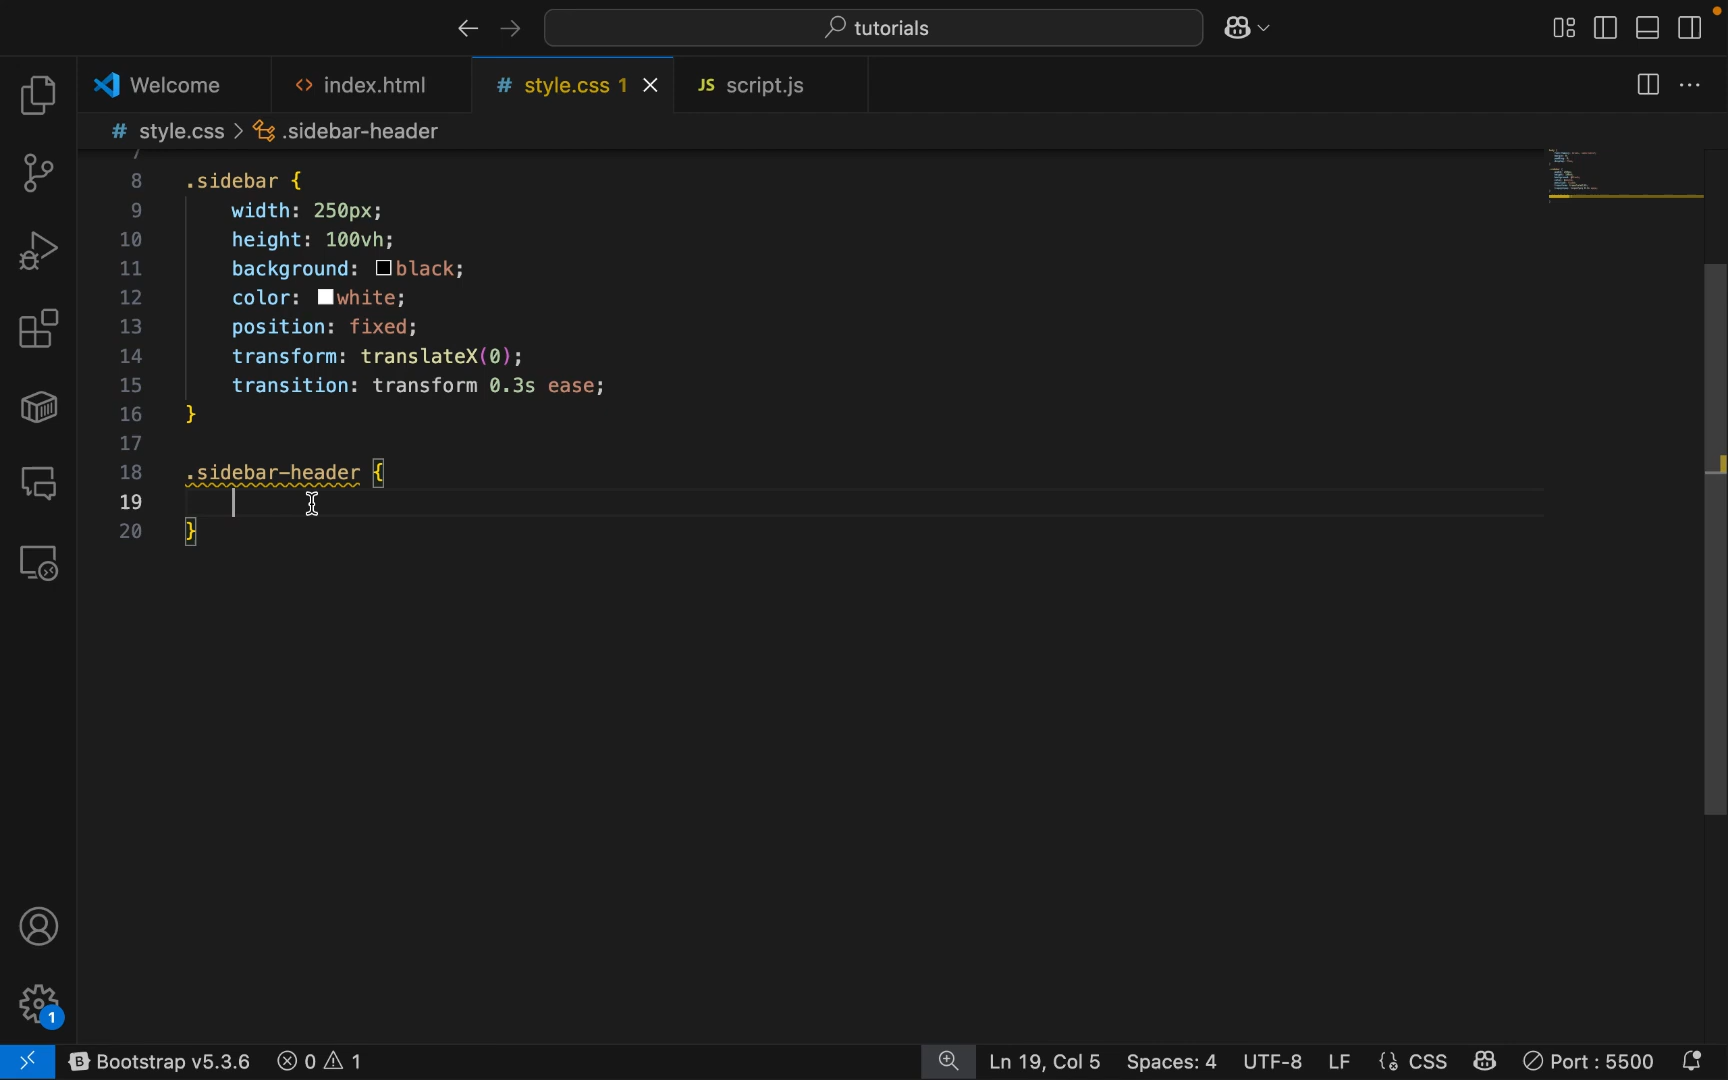 tutorials
Welcome
<> index.html
# style.css 1
JS script.js
# style.css > .sidebar-header
7
8 .sidebar {
9 width: 250px;
10 height: 100vh;
11 background: black;
12 color: white;
13 position: fixed;
14 transform: translateX(0);
15 transition: transform 0.3s ease;
16 }
17
18 .sidebar-header {
19
20 }
1
B Bootstrap v5.3.6
0 1
Ln 19, Col 5
Spaces: 4
UTF-8
LF
{} CSS
Port : 5500